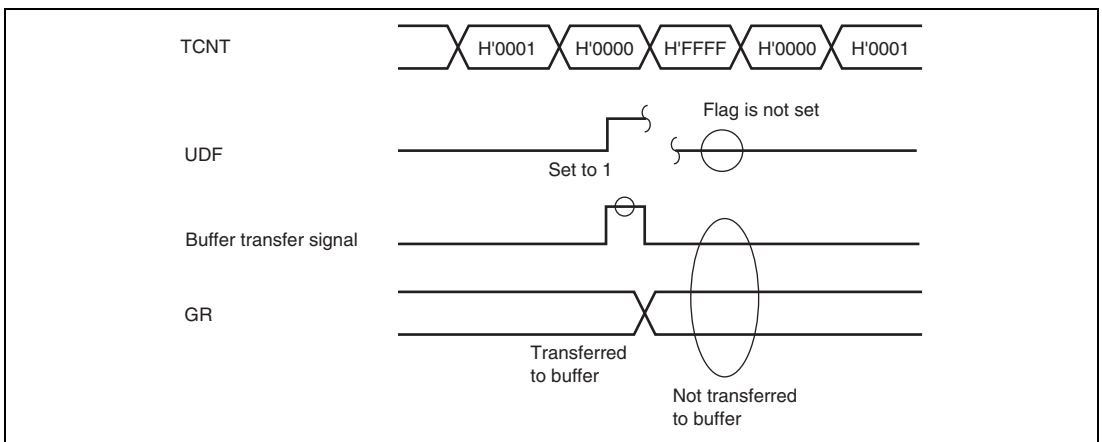 TCNT
H'0001
H'0000
H'FFFF
H'0000
H'0001
Flag is not set
UDF
Set to 1
Buffer transfer signal
GR
Transferred
to buffer
Not transferred
to buffer